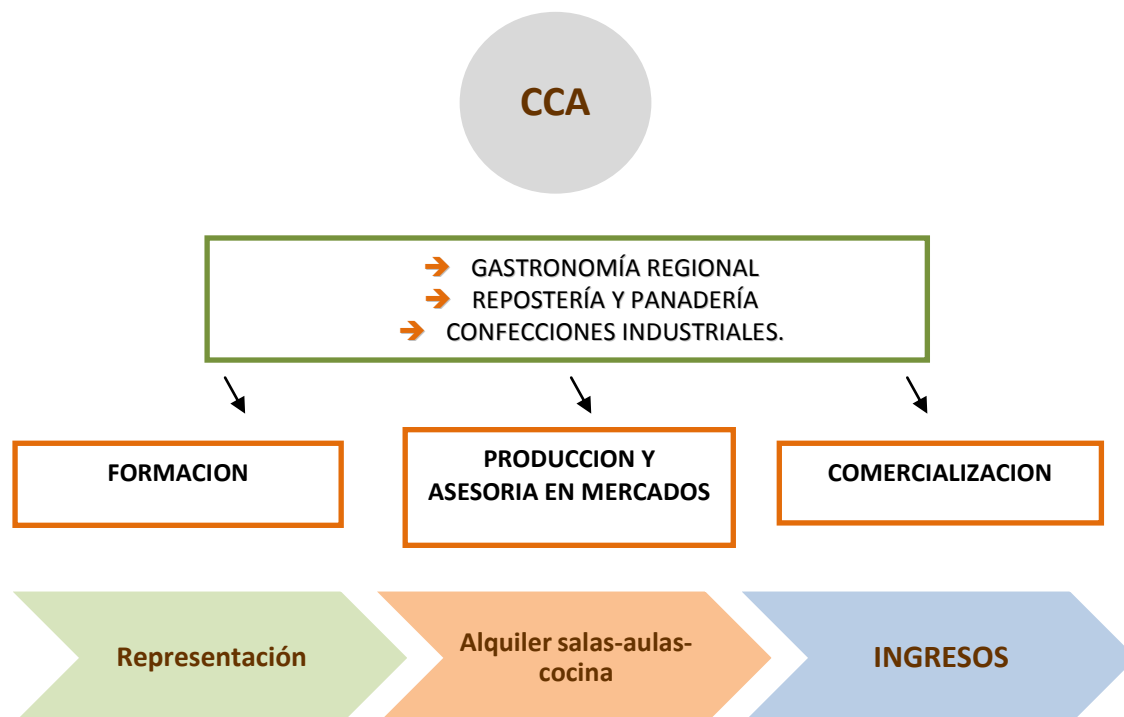 CCA
GASTRONOMÍA REGIONAL
REPOSTERÍA Y PANADERÍA
CONFECCIONES INDUSTRIALES.
FORMACION
PRODUCCION Y
ASESORIA EN MERCADOS
COMERCIALIZACION
Representación
Alquiler salas-aulas-
cocina
INGRESOS